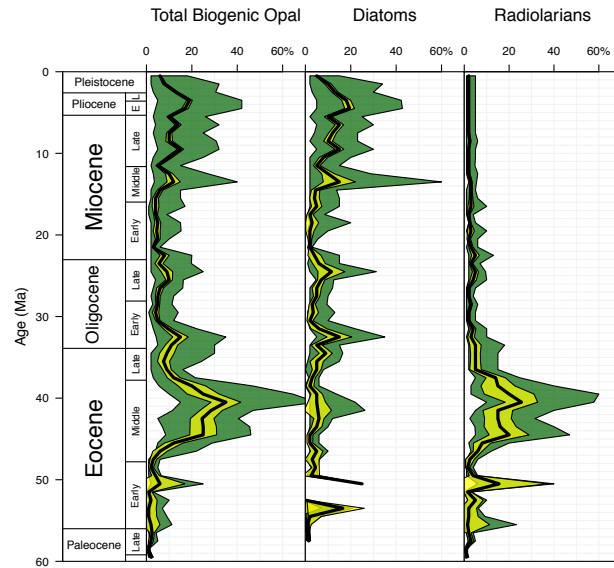 Total Biogenic Opal Diatoms Radiolarians
0 20 40 60% 0 20 40 60% 0 20 40 60%
0
Pleistocene
Pliocene E L
10
Miocene Late
Middle
20
Early
Age (Ma)
Oligocene Late
30
Early
Eocene Late
40
Middle
50
Early
Paleocene Late
60